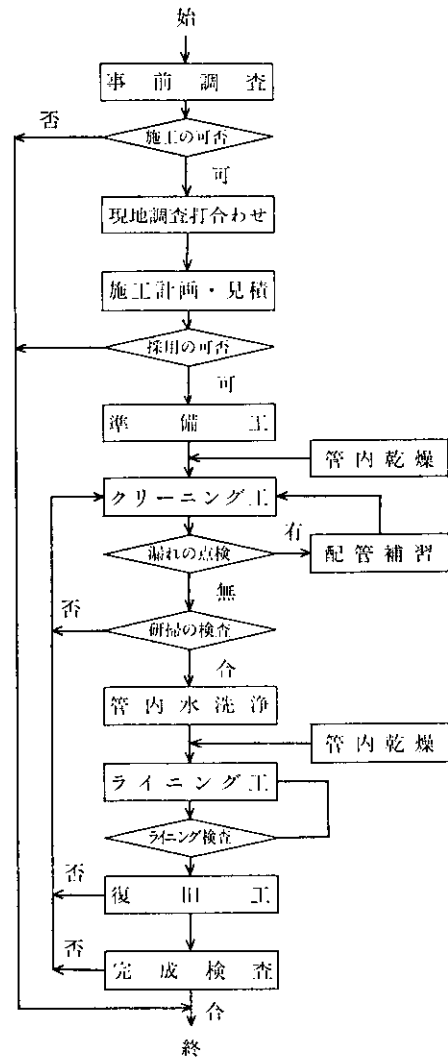 始
事前調査
否
施工の可否
可
現地調査打合わせ
施工計画・見積
採用の可否
可
準備工
管内乾燥
クリーニング工
有
漏れの点検
配管補習
無
否
研掃の検査
合
管内水洗浄
管内乾燥
ライニング工
ライニング検査
否
復旧工
否
完成検査
合
終